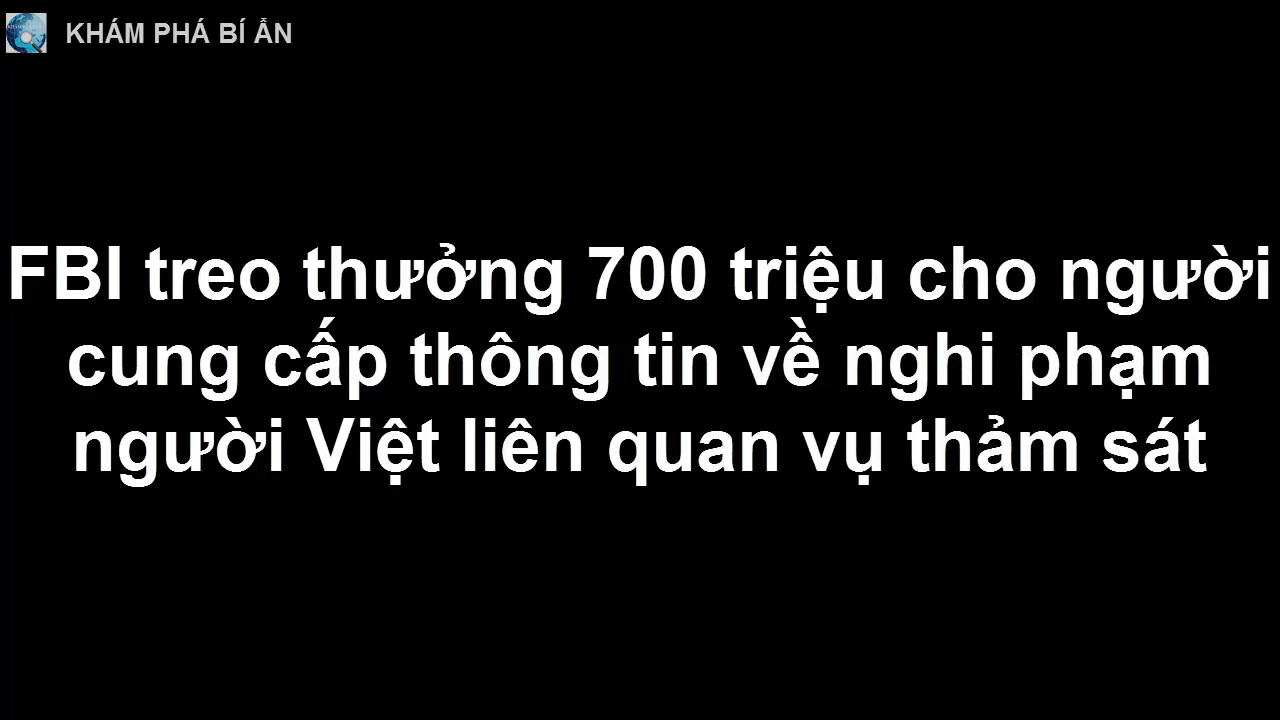 KHÁM PHÁ BÍ ẨN
FBI treo thưởng 700 triệu cho người
cung cấp thông tin về nghi phạm
người Việt liên quan vụ thảm sát